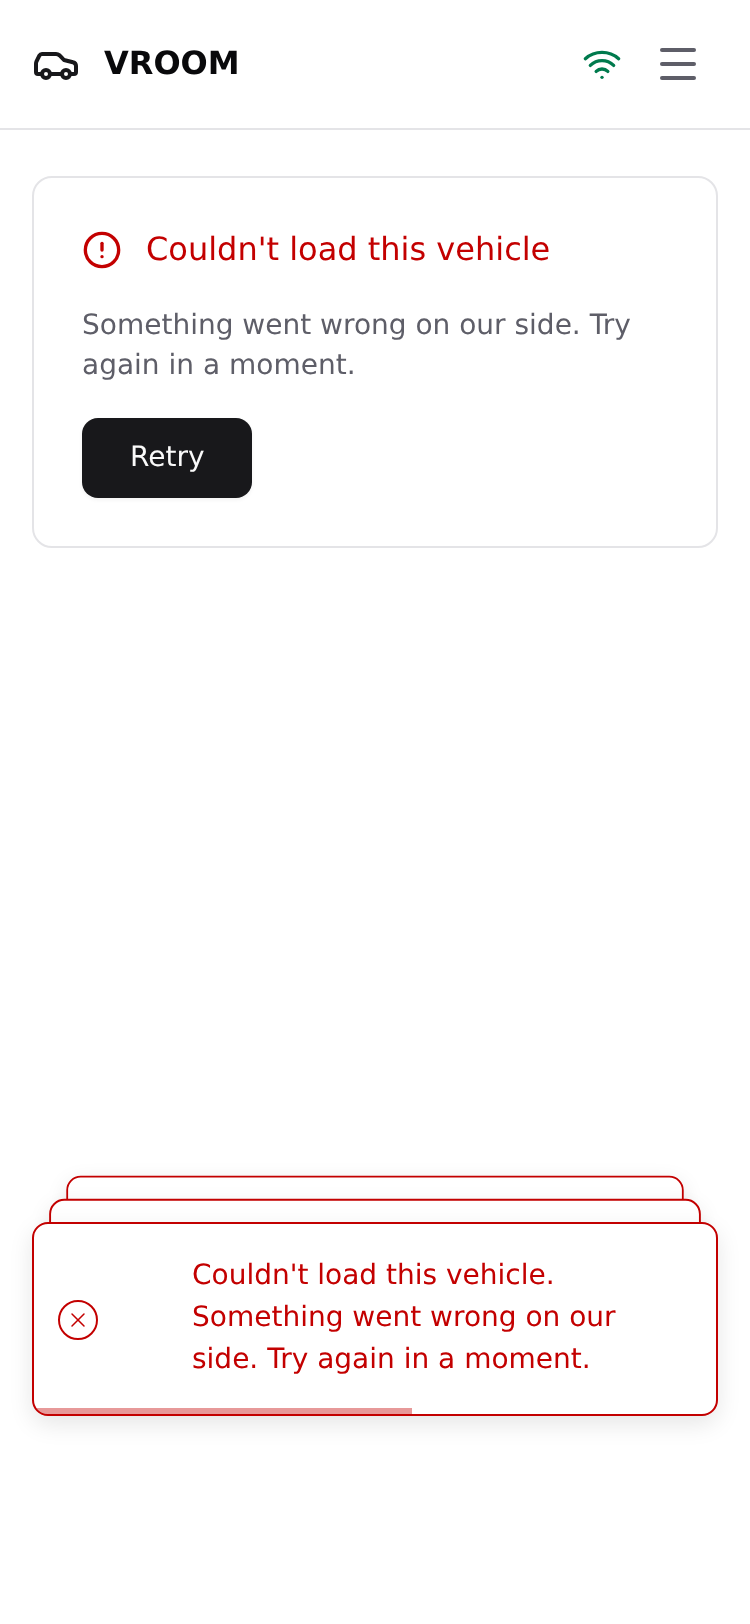 VROOM
Couldn't load this vehicle
Something went wrong on our side. Try
again in a moment.
Retry
Couldn't load this vehicle.
Something went wrong on our
side. Try again in a moment.